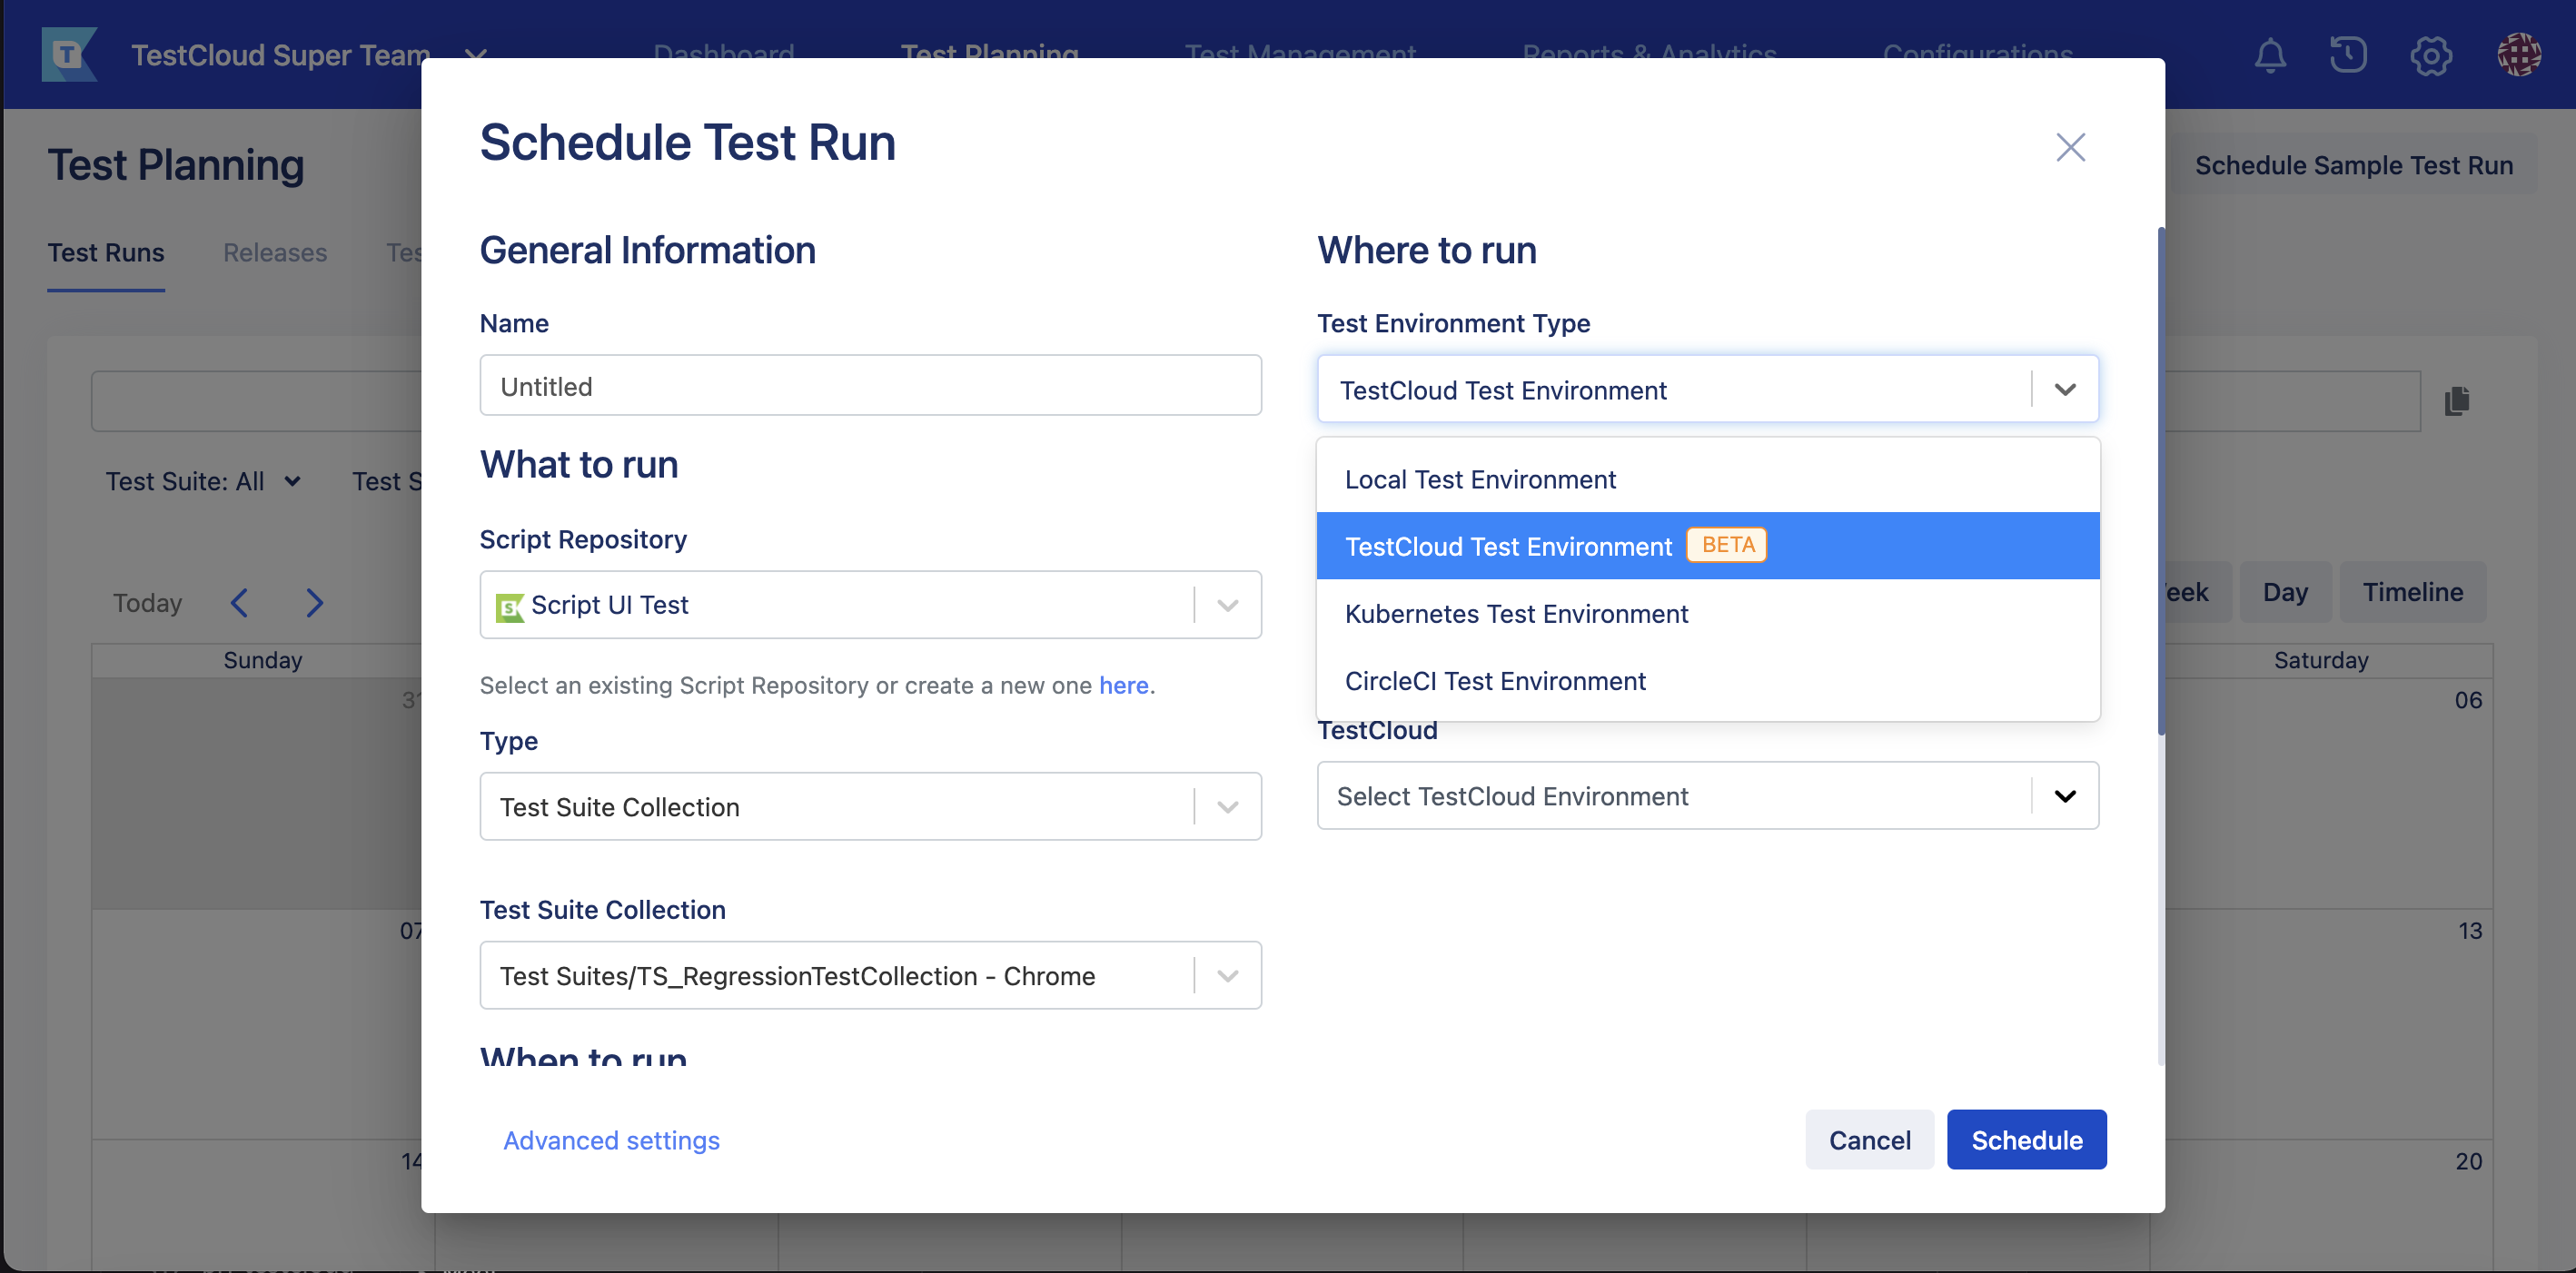 TestCloud Super Team
Dashboard
Test Planning
Test Management
Reports & Analytics
Configurations
Test Planning
Schedule Sample Test Run
Test Runs
Releases
Test Suite: All
Test S
Today
Day
Timeline
Sunday
Saturday
31
06
07
13
14
20
Schedule Test Run
General Information
Name
Untitled
What to run
Script Repository
Script UI Test
Select an existing Script Repository or create a new one here.
Type
Test Suite Collection
Test Suite Collection
Test Suites/TS_RegressionTestCollection - Chrome
When to run
Where to run
Test Environment Type
TestCloud Test Environment
Local Test Environment
TestCloud Test Environment BETA
Kubernetes Test Environment
CircleCI Test Environment
TestCloud
Select TestCloud Environment
Advanced settings
Cancel
Schedule